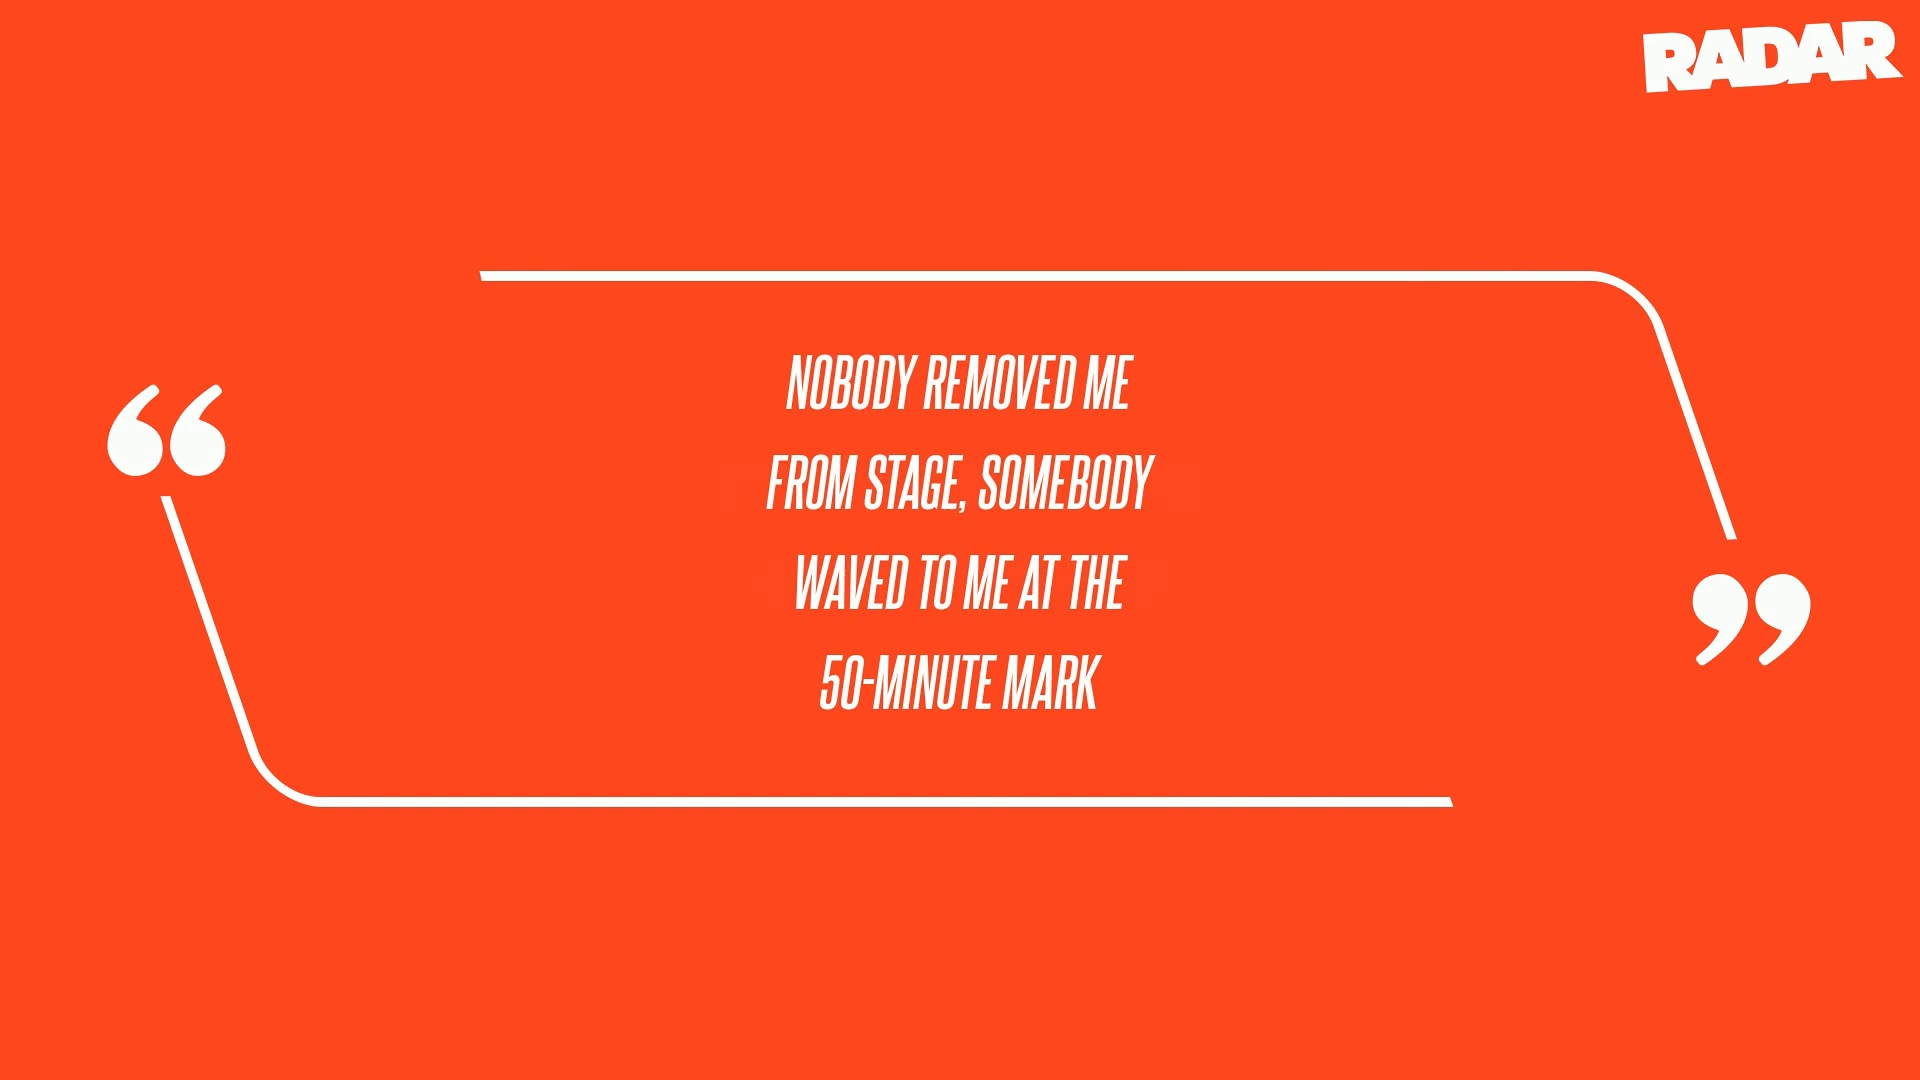 RADAR
“
NOBODY REMOVED ME
FROM STAGE, SOMEBODY
WAVED TO ME AT THE
50-MINUTE MARK
”